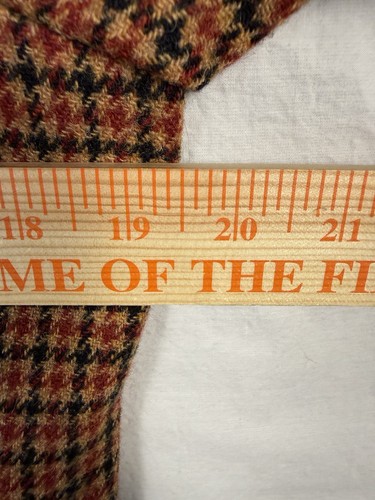 18 19 20 21
ME OF THE FI